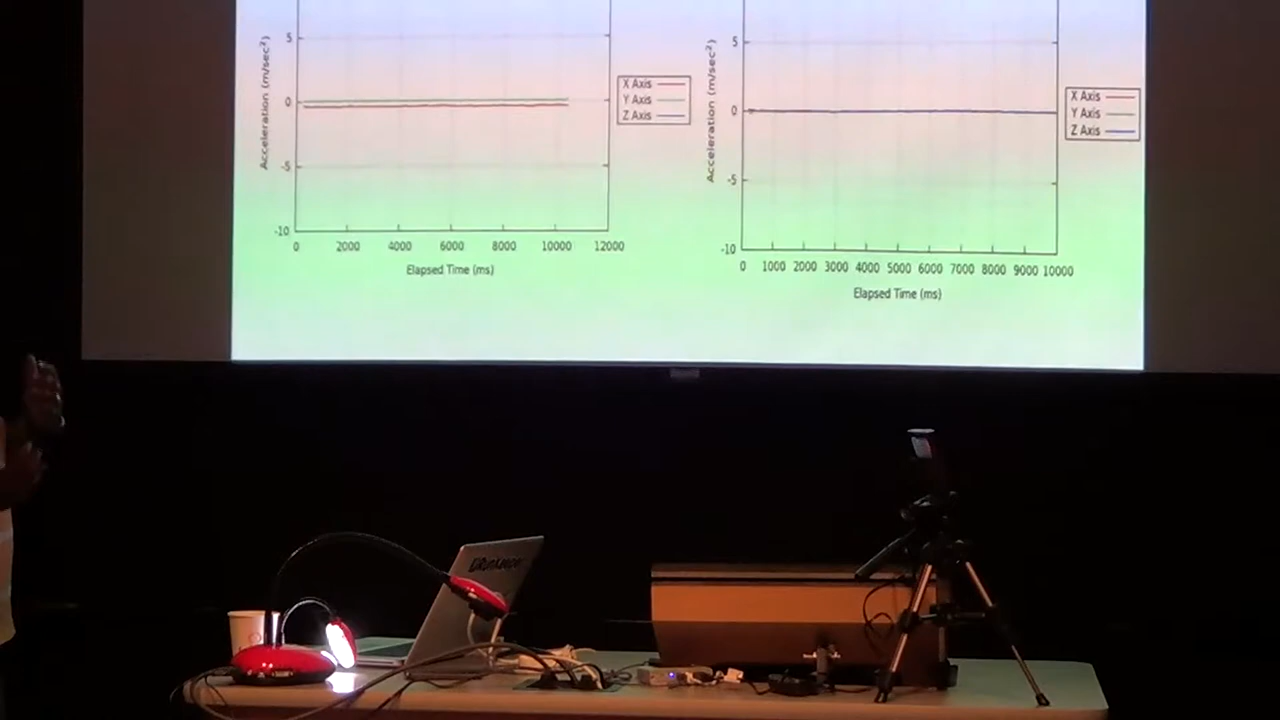 Acceleration (m/sec²)
5
0
-5
-10
0 2000 4000 6000 8000 10000 12000
Elapsed Time (ms)
X Axis
Y Axis
Z Axis
Acceleration (m/sec²)
5
0
-5
-10
0 1000 2000 3000 4000 5000 6000 7000 8000 9000 10000
Elapsed Time (ms)
X Axis
Y Axis
Z Axis